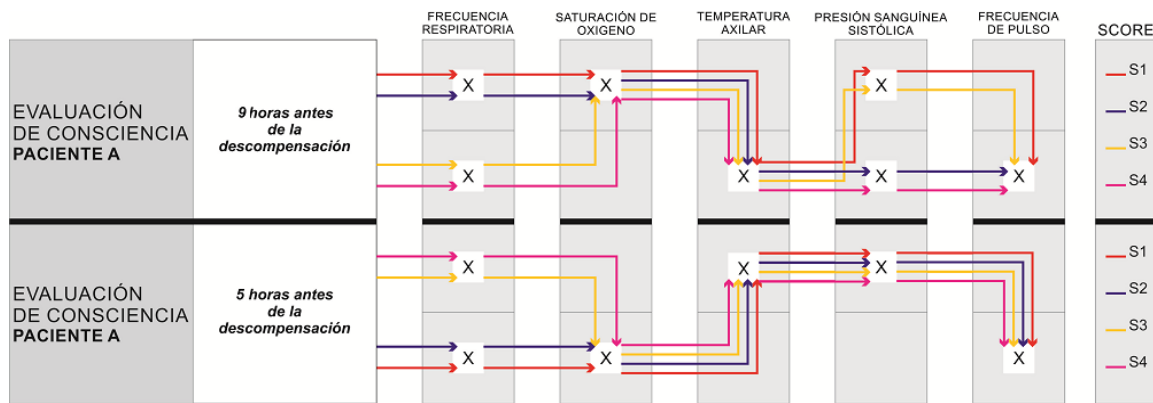 FRECUENCIA
RESPIRATORIA
SATURACIÓN DE
OXIGENO
TEMPERATURA
AXILAR
PRESIÓN SANGUÍNEA
SISTÓLICA
FRECUENCIA
DE PULSO
SCORE
EVALUACIÓN
DE CONSCIENCIA
PACIENTE A
9 horas antes
de la
descompensación
X
X
X
X
X
X
X
S1
S2
S3
S4
EVALUACIÓN
DE CONSCIENCIA
PACIENTE A
5 horas antes
de la
descompensación
X
X
X
X
X
X
S1
S2
S3
S4